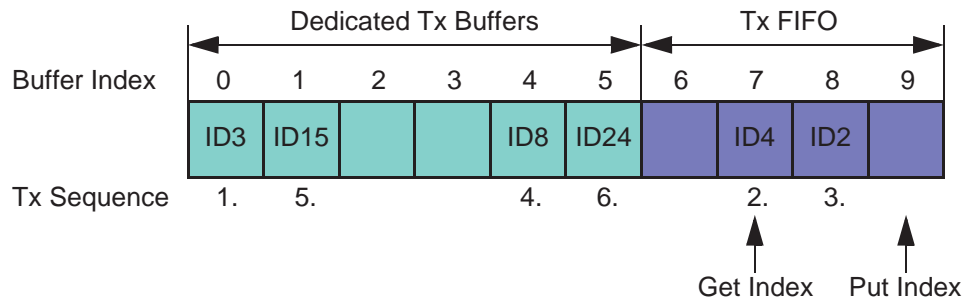 Dedicated Tx Buffers Tx FIFO
Buffer Index 0 1 2 3 4 5 6 7 8 9
ID3 ID15 ID8 ID24 ID4 ID2
Tx Sequence 1. 5. 4. 6. 2. 3.
Get Index Put Index